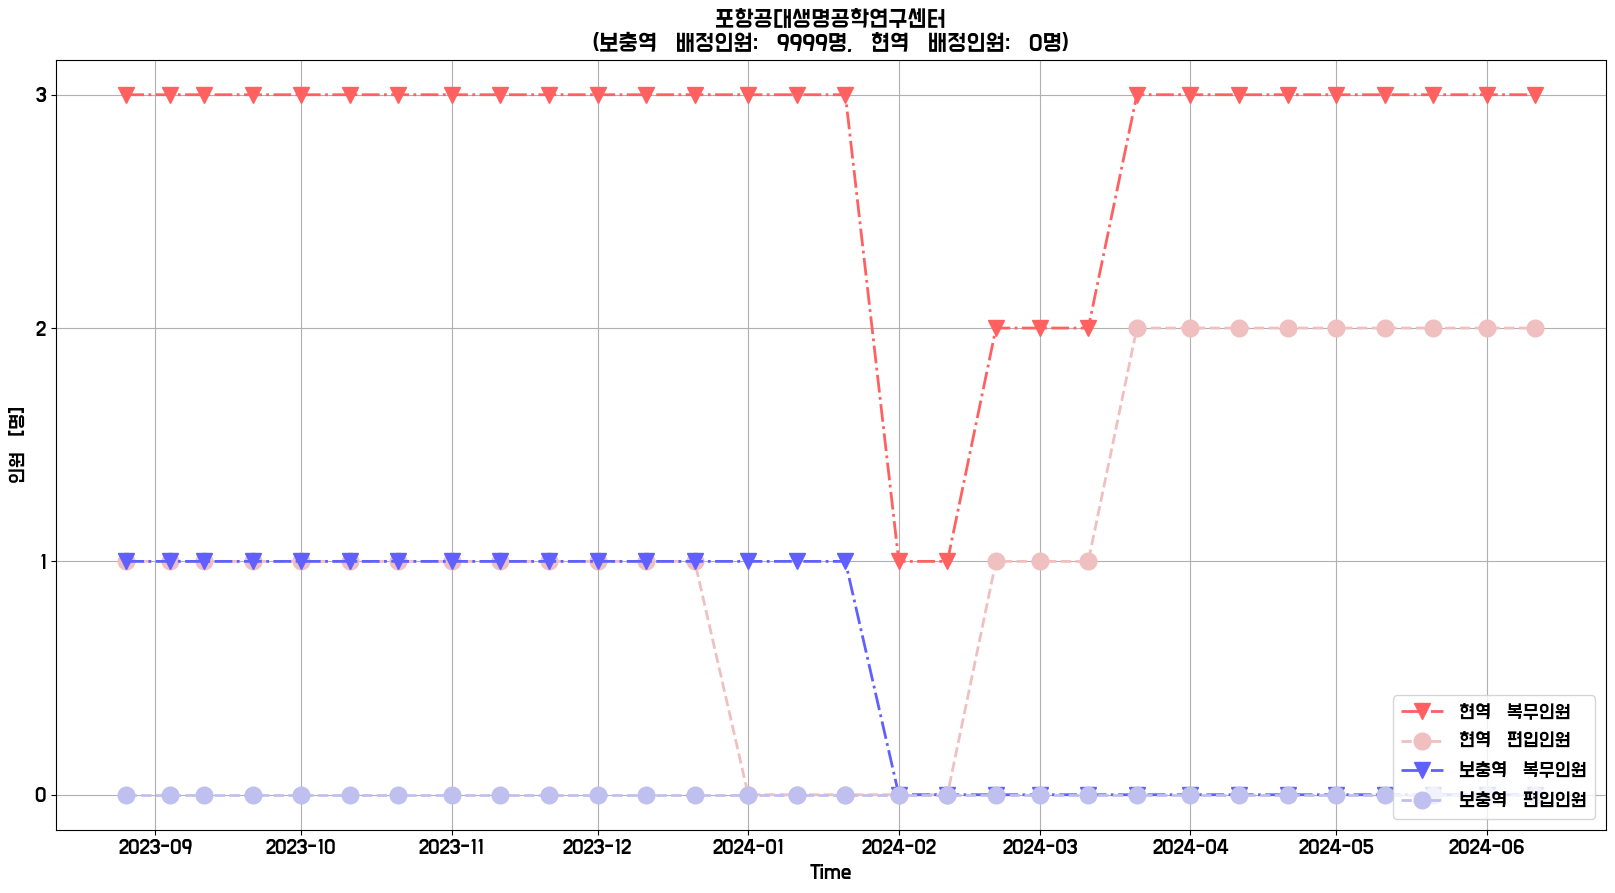 포항공대생명공학연구센터
(보충역 배정인원: 9999명, 현역 배정인원: 0명)
3
2
1
0
인원 [명]
2023-09 2023-10 2023-11 2023-12 2024-01 2024-02 2024-03 2024-04 2024-05 2024-06
Time
현역 복무인원
현역 편입인원
보충역 복무인원
보충역 편입인원